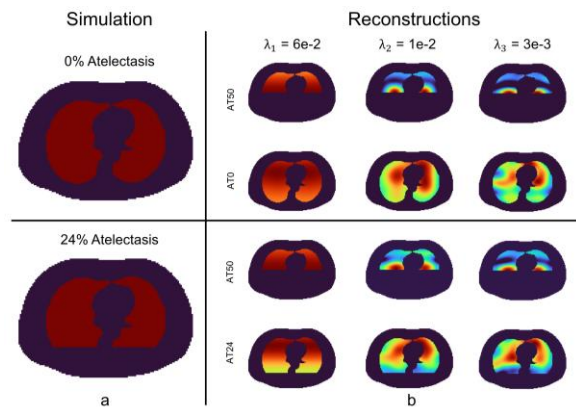 Simulation
Reconstructions
0% Atelectasis
λ₁ = 6e-2
λ₂ = 1e-2
λ₃ = 3e-3
AT50
AT0
24% Atelectasis
AT50
AT24
a
b